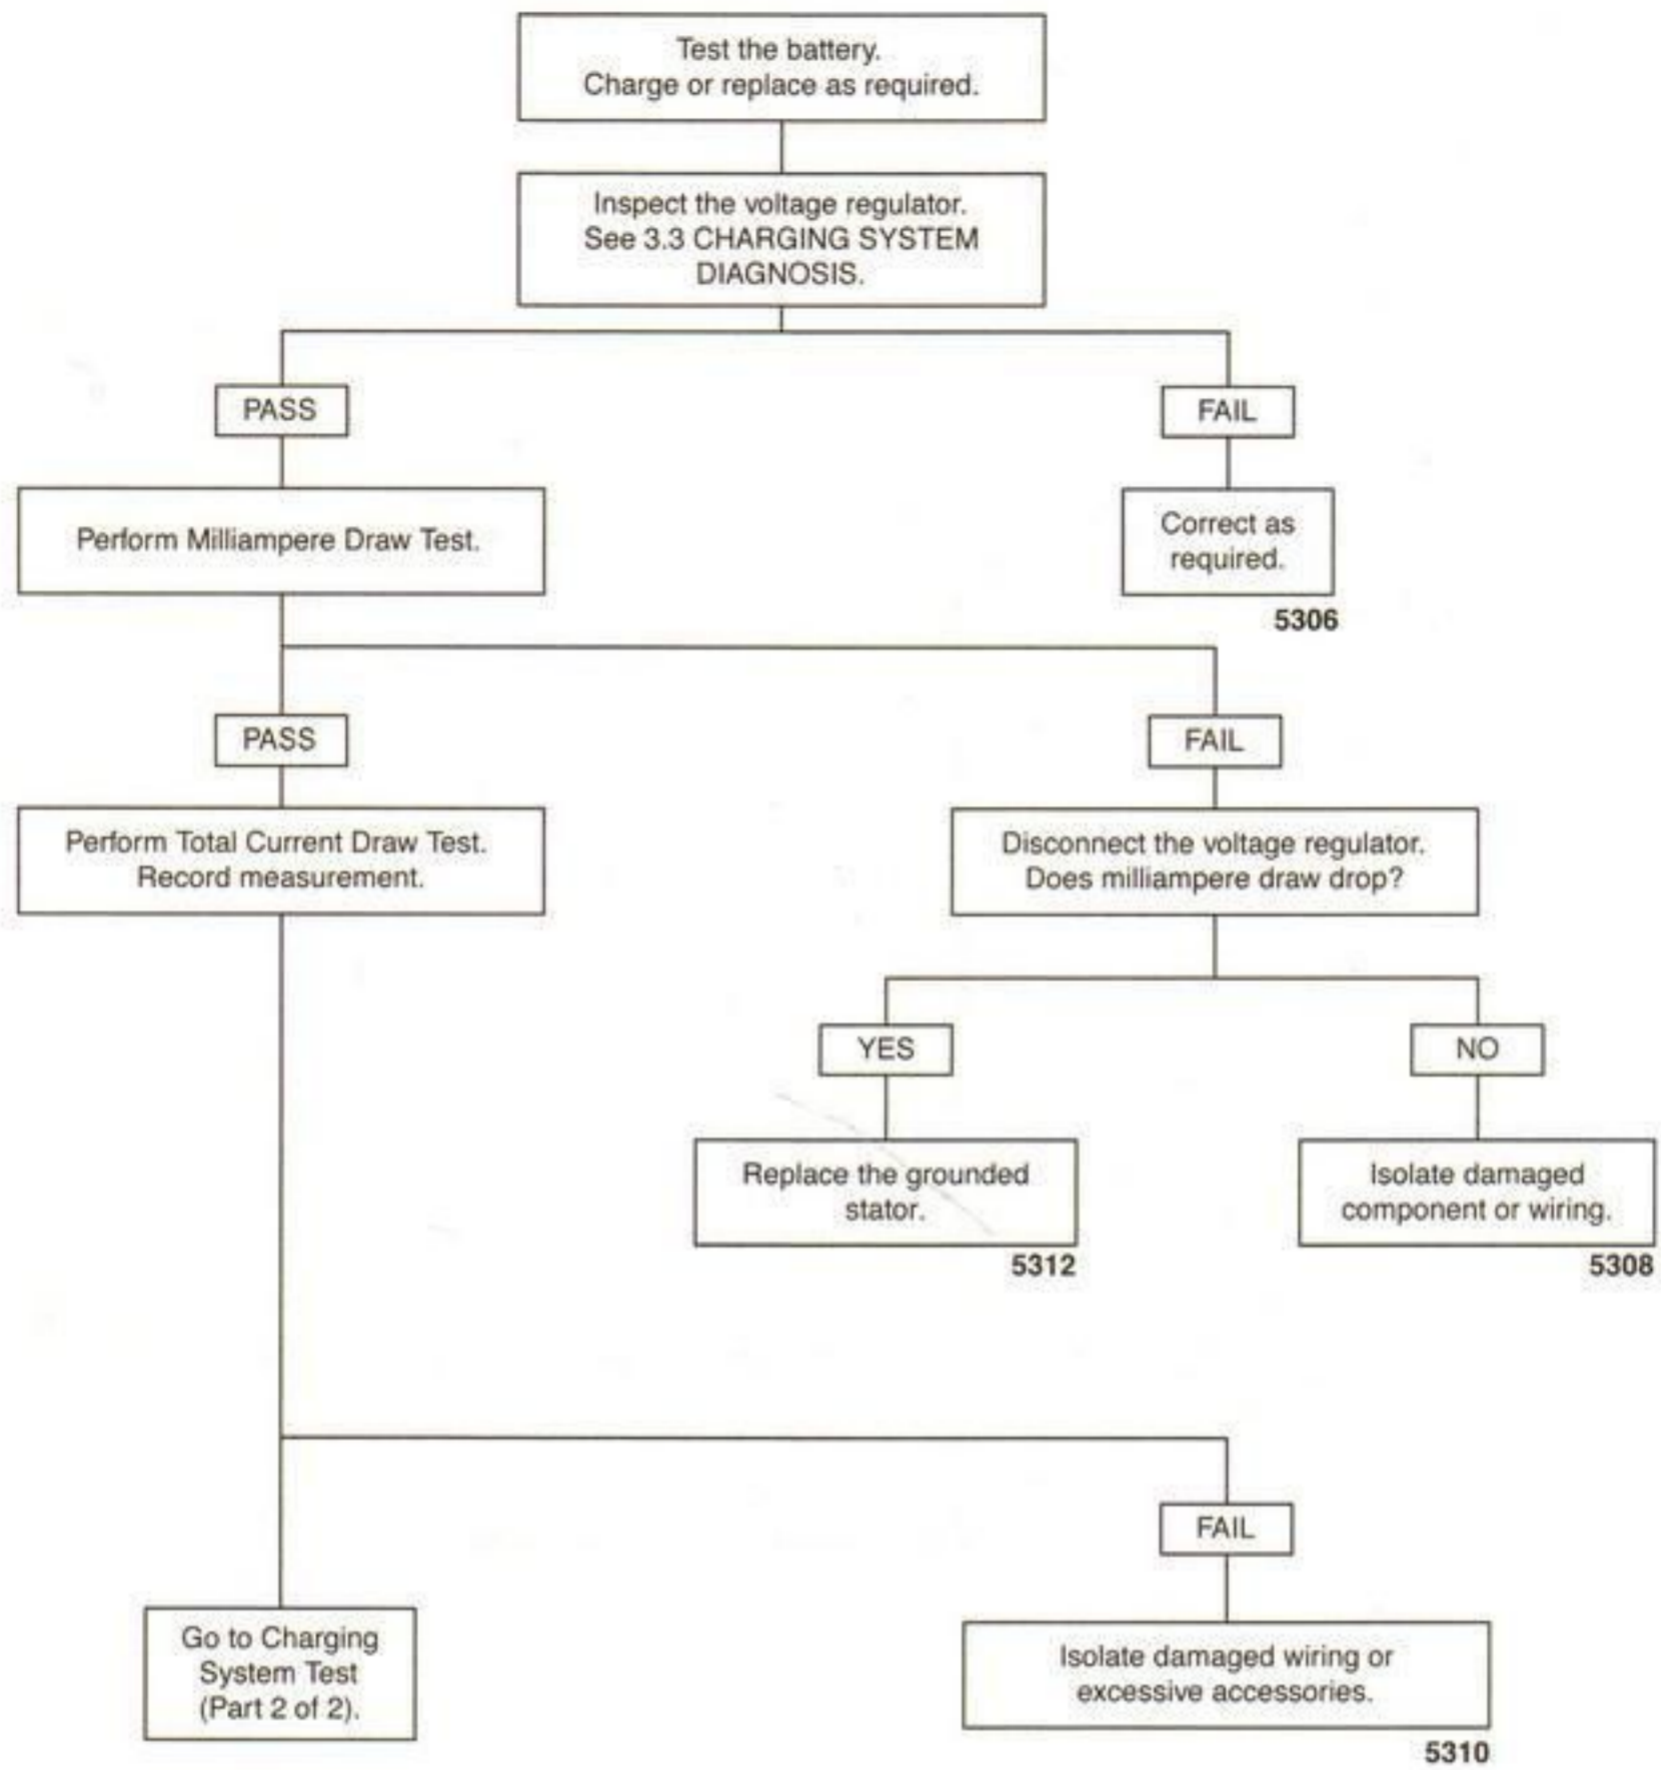 Test the battery.
Charge or replace as required.
Inspect the voltage regulator.
See 3.3 CHARGING SYSTEM
DIAGNOSIS.
PASS
FAIL
Perform Milliampere Draw Test.
Correct as
required.
5306
PASS
FAIL
Perform Total Current Draw Test.
Record measurement.
Disconnect the voltage regulator.
Does milliampere draw drop?
YES
NO
Replace the grounded
stator.
5312
Isolate damaged
component or wiring.
5308
FAIL
Go to Charging
System Test
(Part 2 of 2).
Isolate damaged wiring or
excessive accessories.
5310